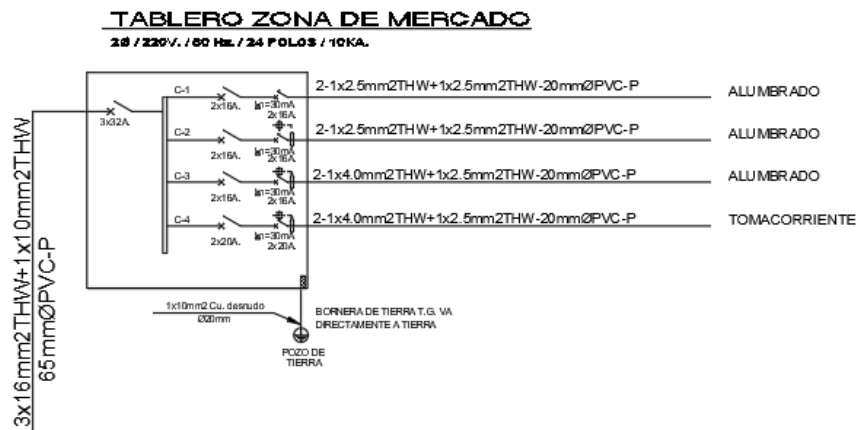 TABLERO ZONA DE MERCADO
2Ø / 220V. / 60 Hz. / 24 POLOS / 10KA.
C-1
2x16A.
In=30mA
2x16A.
2-1x2.5mm2THW+1x2.5mm2THW-20mmØPVC-P
ALUMBRADO
3x32A.
C-2
2x16A.
In=30mA
2x16A.
2-1x2.5mm2THW+1x2.5mm2THW-20mmØPVC-P
ALUMBRADO
C-3
2x16A.
In=30mA
2x16A.
2-1x4.0mm2THW+1x2.5mm2THW-20mmØPVC-P
ALUMBRADO
C-4
2x20A.
In=30mA
2x20A.
2-1x4.0mm2THW+1x2.5mm2THW-20mmØPVC-P
TOMACORRIENTE
3x16mm2THW+1x10mm2THW
65mmØPVC-P
1x10mm2 Cu. desnudo
Ø20mm
BORNERA DE TIERRA T.G. VA
DIRECTAMENTE A TIERRA
POZO DE
TIERRA